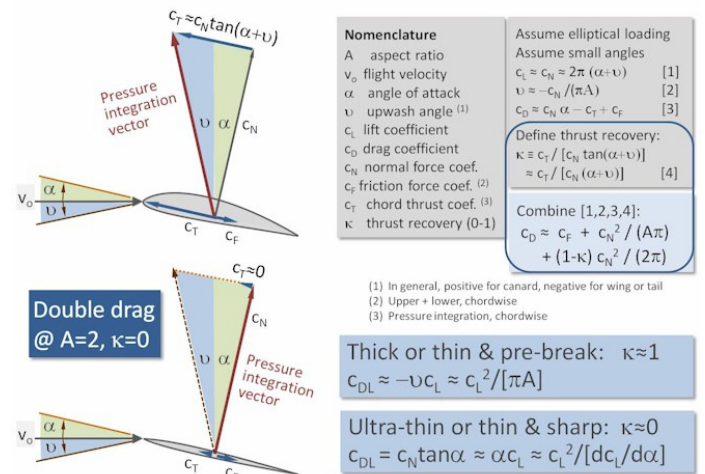 c_T≈c_N tan(α+υ)
Pressure
integration
vector
υ
α
c_N
v_o
α
υ
c_T
c_F
c_T≈0
c_N
Double drag
@ A=2, κ=0
υ
α
Pressure
integration
vector
v_o
α
υ
c_T
Nomenclature
A aspect ratio
v_o flight velocity
α angle of attack
υ upwash angle (1)
c_L lift coefficient
c_D drag coefficient
c_N normal force coef.
c_F friction force coef. (2)
c_T chord thrust coef. (3)
κ thrust recovery (0-1)
Assume elliptical loading
Assume small angles
c_L ≈ c_N ≈ 2π (α+υ) [1]
υ ≈ −c_N/(πA) [2]
c_D ≈ c_N α − c_T + c_F [3]
Define thrust recovery:
κ ≡ c_T / [c_N tan(α+υ)]
≈ c_T / [c_N (α+υ)] [4]
Combine [1,2,3,4]:
c_D ≈ c_F + c_N² / (Aπ)
+ (1-κ) c_N² / (2π)
(1) In general, positive for canard, negative for wing or tail
(2) Upper + lower, chordwise
(3) Pressure integration, chordwise
Thick or thin & pre-break: κ≈1
c_DL ≈ −υc_L ≈ c_L²/[πA]
Ultra-thin or thin & sharp: κ≈0
c_DL = c_N tanα ≈ αc_L ≈ c_L²/[dc_L/dα]